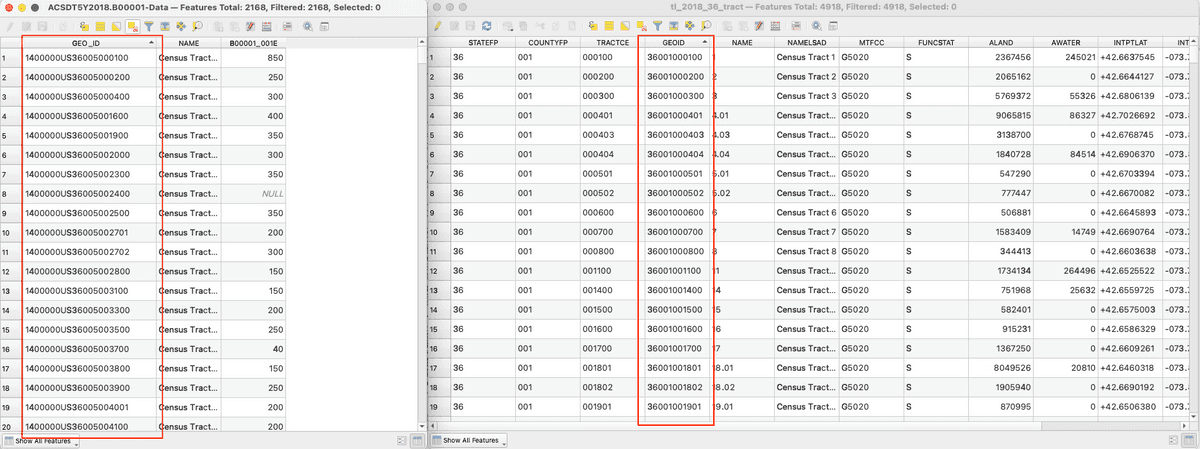 ACSDT5Y2018.B00001-Data — Features Total: 2168, Filtered: 2168, Selected: 0
GEO_ID NAME B00001_001E
1 1400000US36005000100 Census Tract... 850
2 1400000US36005000200 Census Tract... 250
3 1400000US36005000400 Census Tract... 300
4 1400000US36005001600 Census Tract... 400
5 1400000US36005001900 Census Tract... 350
6 1400000US36005002000 Census Tract... 300
7 1400000US36005002300 Census Tract... 350
8 1400000US36005002400 Census Tract... NULL
9 1400000US36005002500 Census Tract... 350
10 1400000US36005002701 Census Tract... 200
11 1400000US36005002702 Census Tract... 300
12 1400000US36005002800 Census Tract... 150
13 1400000US36005003100 Census Tract... 150
14 1400000US36005003300 Census Tract... 200
15 1400000US36005003500 Census Tract... 250
16 1400000US36005003700 Census Tract... 40
17 1400000US36005003800 Census Tract... 150
18 1400000US36005003900 Census Tract... 250
19 1400000US36005004001 Census Tract... 200
20 1400000US36005004100 Census Tract... 200
Show All Features
tl_2018_36_tract — Features Total: 4918, Filtered: 4918, Selected: 0
STATEFP COUNTYFP TRACTCE GEOID NAME NAMELSAD MTFCC FUNCSTAT ALAND AWATER INTPTLAT INT
1 36 001 000100 36001000100 1 Census Tract 1 G5020 S 2367456 245021 +42.6637545 -073.
2 36 001 000200 36001000200 2 Census Tract 2 G5020 S 2065162 0 +42.6644127 -073.
3 36 001 000300 36001000300 3 Census Tract 3 G5020 S 5769372 55326 +42.6806139 -073.
4 36 001 000401 36001000401 4.01 Census Tract... G5020 S 9065815 86327 +42.7026692 -073.
5 36 001 000403 36001000403 4.03 Census Tract... G5020 S 3138700 0 +42.6768745 -073.
6 36 001 000404 36001000404 4.04 Census Tract... G5020 S 1840728 84514 +42.6906370 -073.
7 36 001 000501 36001000501 5.01 Census Tract... G5020 S 547290 0 +42.6703394 -073.
8 36 001 000502 36001000502 5.02 Census Tract... G5020 S 777447 0 +42.6670082 -073.
9 36 001 000600 36001000600 6 Census Tract 6 G5020 S 506881 0 +42.6645893 -073.
10 36 001 000700 36001000700 7 Census Tract 7 G5020 S 1583409 14749 +42.6690764 -073.
11 36 001 000800 36001000800 8 Census Tract 8 G5020 S 344413 0 +42.6603638 -073.
12 36 001 001100 36001001100 11 Census Tract... G5020 S 1734134 264496 +42.6525522 -073.
13 36 001 001400 36001001400 14 Census Tract... G5020 S 751968 25632 +42.6559725 -073.
14 36 001 001500 36001001500 15 Census Tract... G5020 S 582401 0 +42.6575003 -073.
15 36 001 001600 36001001600 16 Census Tract... G5020 S 915231 0 +42.6586329 -073.
16 36 001 001700 36001001700 17 Census Tract... G5020 S 1367250 0 +42.6609261 -073.
17 36 001 001801 36001001801 18.01 Census Tract... G5020 S 8049526 20810 +42.6460318 -073.
18 36 001 001802 36001001802 18.02 Census Tract... G5020 S 1905940 0 +42.6690192 -073.
19 36 001 001901 36001001901 19.01 Census Tract... G5020 S 870995 0 +42.6506380 -073.
Show All Features